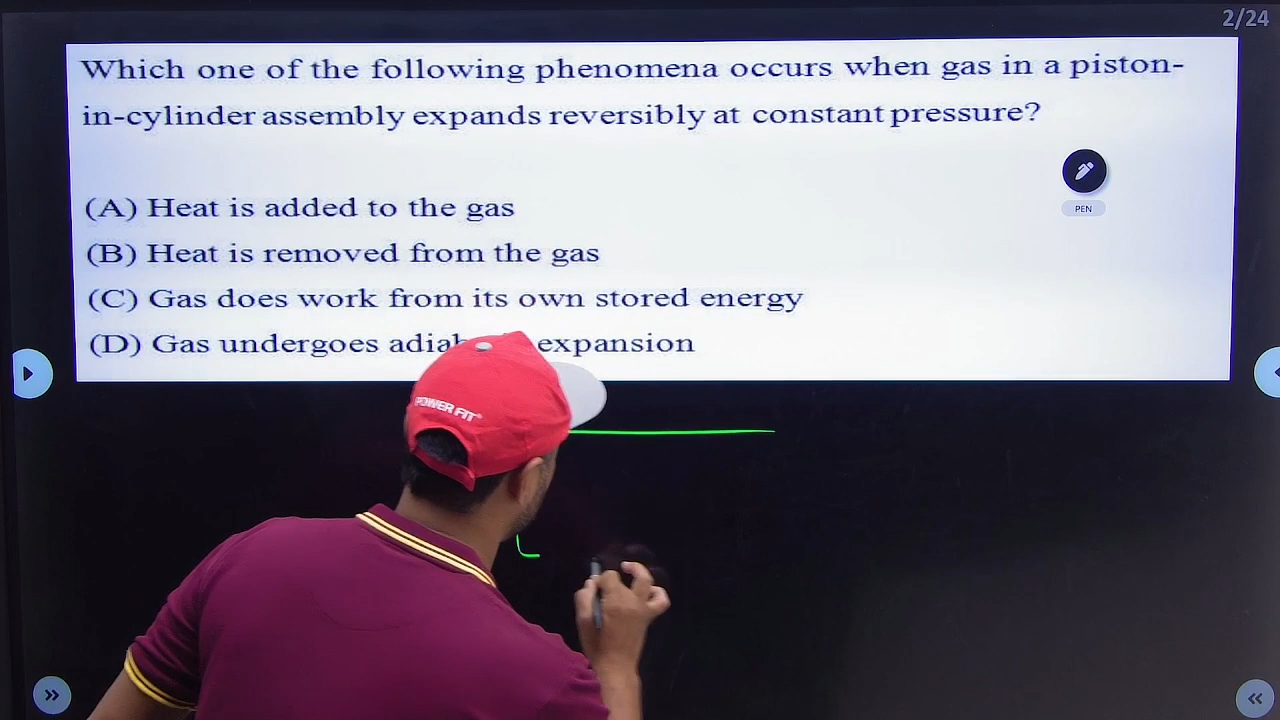 2/24
Which one of the following phenomena occurs when gas in a piston-
in-cylinder assembly expands reversibly at constant pressure?
PEN
(A) Heat is added to the gas
(B) Heat is removed from the gas
(C) Gas does work from its own stored energy
(D) Gas undergoes expansion
POWER FIT